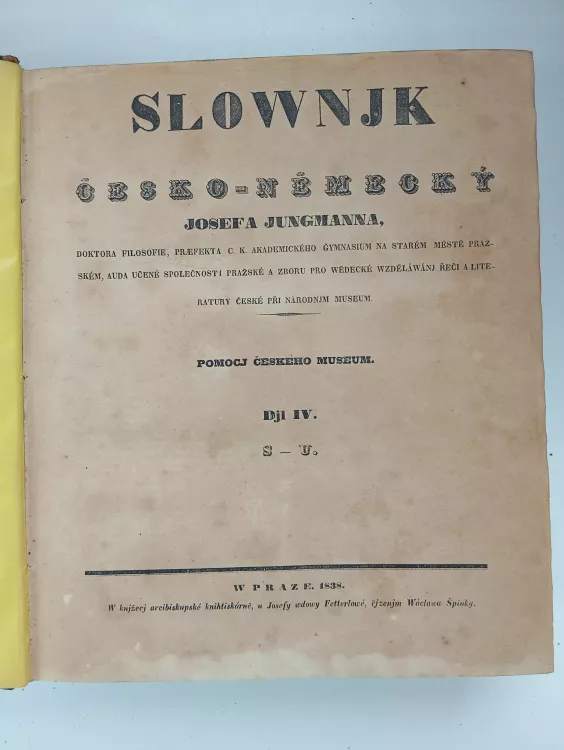 SLOWNJK
ČESKO=NĚMECKÝ
JOSEFA JUNGMANNA,
DOKTORA FILOSOFIE, PRÆFEKTA C. K. AKADEMICKÉHO GYMNASIUM NA STARÉM MĚSTĚ PRAŽ-
SKÉM, AUDA UČENÉ SPOLEČNOSTI PRAŽSKÉ A ZBORU PRO WĚDECKÉ WZDĚLÁWÁNJ ŘEČI A LITE-
RATURY ČESKÉ PŘI NÁRODNJM MUSEUM.
POMOCJ ČESKÉHO MUSEUM.
Djl IV.
S — U.
W PRAZE. 1838.
W knjžecj arcibiskupské knihtiskárně, u Josefy wdowy Fetterlowé, řjzenjm Wáclawa Špinky.